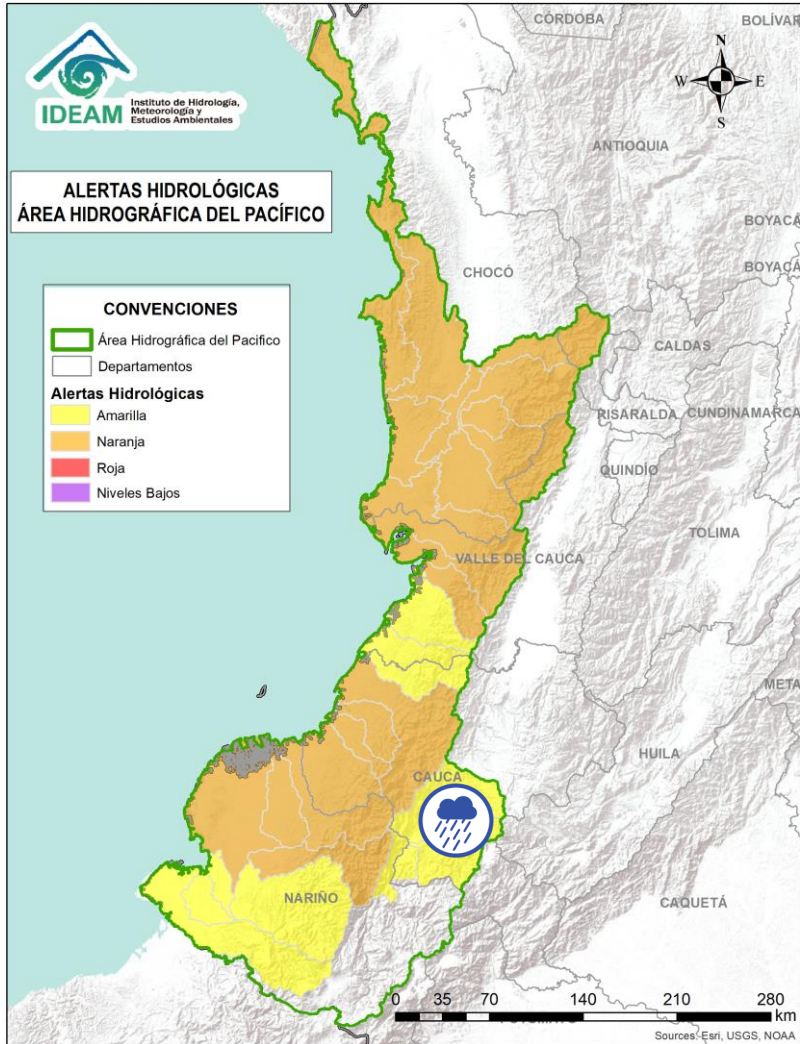 IDEAM
Instituto de Hidrología,
Meteorología y
Estudios Ambientales
ALERTAS HIDROLÓGICAS
ÁREA HIDROGRÁFICA DEL PACÍFICO
CONVENCIONES
Área Hidrográfica del Pacifico
Departamentos
Alertas Hidrológicas
Amarilla
Naranja
Roja
Niveles Bajos
CÓRDOBA
BOLÍVAR
N
W
E
S
ANTIOQUIA
BOYACÁ
CHOCÓ
BOYACÁ
CALDAS
RISARALDA
CUNDINAMARCA
QUINDÍO
TOLIMA
VALLE DEL CAUCA
META
HUILA
CAUCA
NARIÑO
CAQUETÁ
0 35 70 140 210 280
km
Sources: Esri, USGS, NOAA